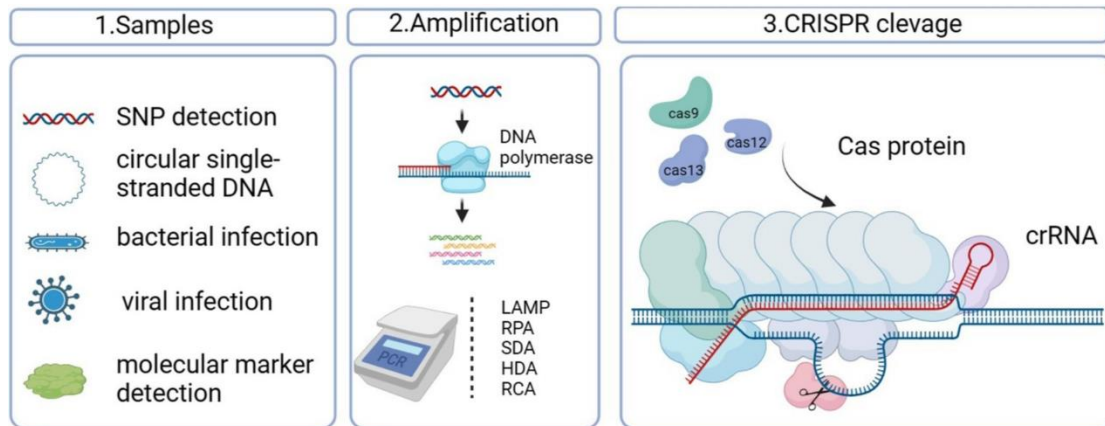 1.Samples
SNP detection
circular single-
stranded DNA
bacterial infection
viral infection
molecular marker
detection
2.Amplification
DNA
polymerase
PCR
LAMP
RPA
SDA
HDA
RCA
3.CRISPR clevage
cas9
cas12
cas13
Cas protein
crRNA